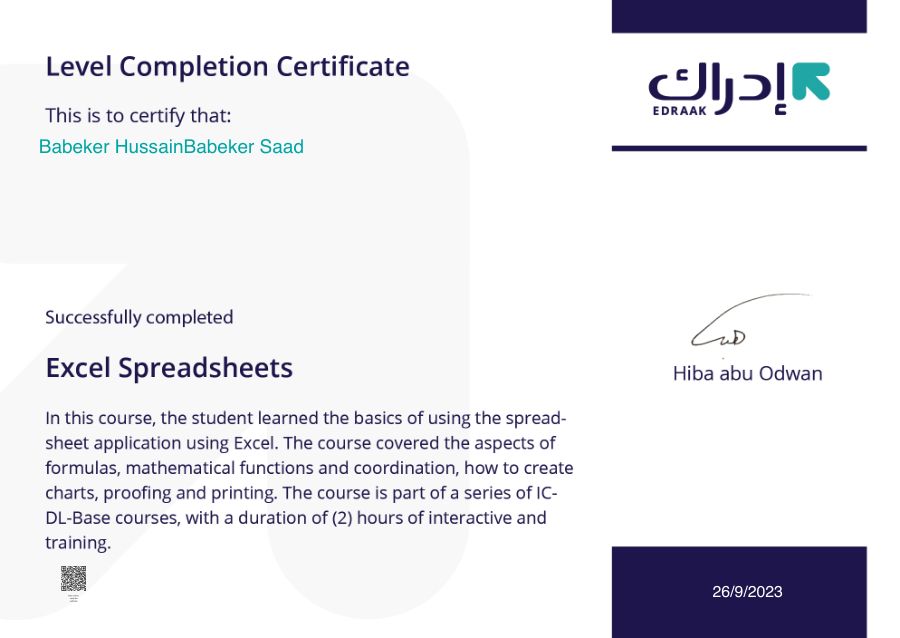 Level Completion Certificate
This is to certify that:
Babeker HussainBabeker Saad
Successfully completed
Excel Spreadsheets
In this course, the student learned the basics of using the spread-
sheet application using Excel. The course covered the aspects of
formulas, mathematical functions and coordination, how to create
charts, proofing and printing. The course is part of a series of IC-
DL-Base courses, with a duration of (2) hours of interactive and
training.
إدراك
EDRAAK
Hiba abu Odwan
26/9/2023